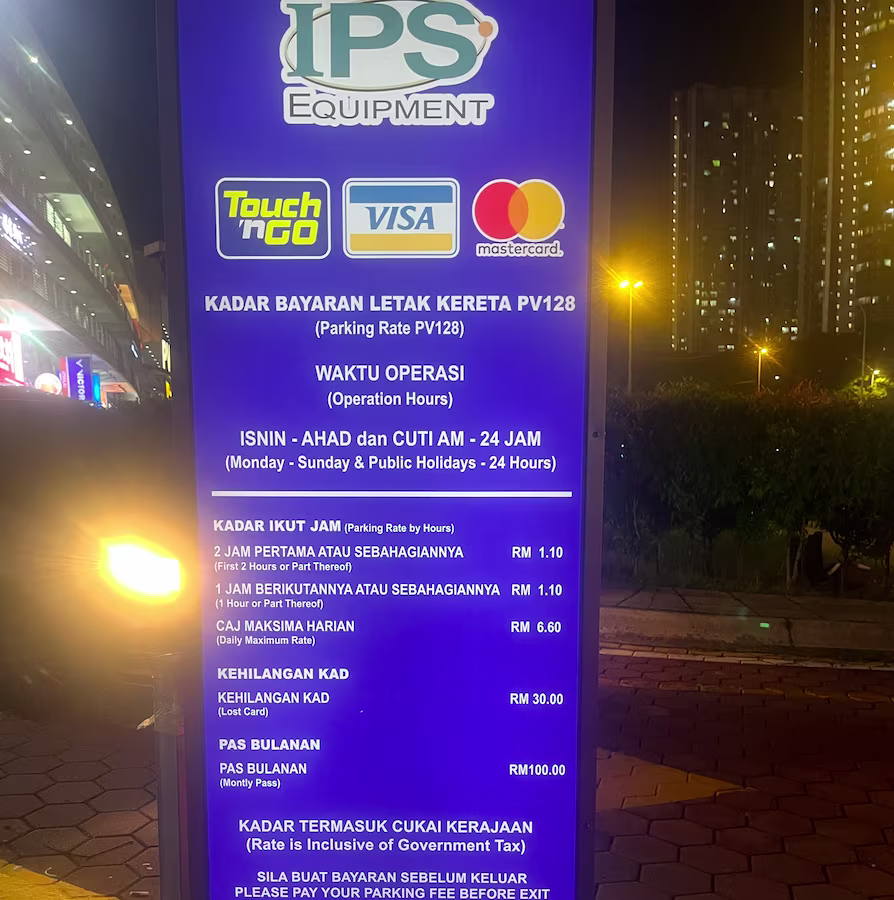 IPS
EQUIPMENT
Touch
'nGO
VISA
mastercard.
KADAR BAYARAN LETAK KERETA PV128
(Parking Rate PV128)
WAKTU OPERASI
(Operation Hours)
ISNIN - AHAD dan CUTI AM - 24 JAM
(Monday - Sunday & Public Holidays - 24 Hours)
KADAR IKUT JAM (Parking Rate by Hours)
2 JAM PERTAMA ATAU SEBAHAGIANNYA RM 1.10
(First 2 Hours or Part Thereof)
1 JAM BERIKUTANNYA ATAU SEBAHAGIANNYA RM 1.10
(1 Hour or Part Thereof)
CAJ MAKSIMA HARIAN RM 6.60
(Daily Maximum Rate)
KEHILANGAN KAD
KEHILANGAN KAD RM 30.00
(Lost Card)
PAS BULANAN
PAS BULANAN RM100.00
(Montly Pass)
KADAR TERMASUK CUKAI KERAJAAN
(Rate is Inclusive of Government Tax)
SILA BUAT BAYARAN SEBELUM KELUAR
PLEASE PAY YOUR PARKING FEE BEFORE EXIT